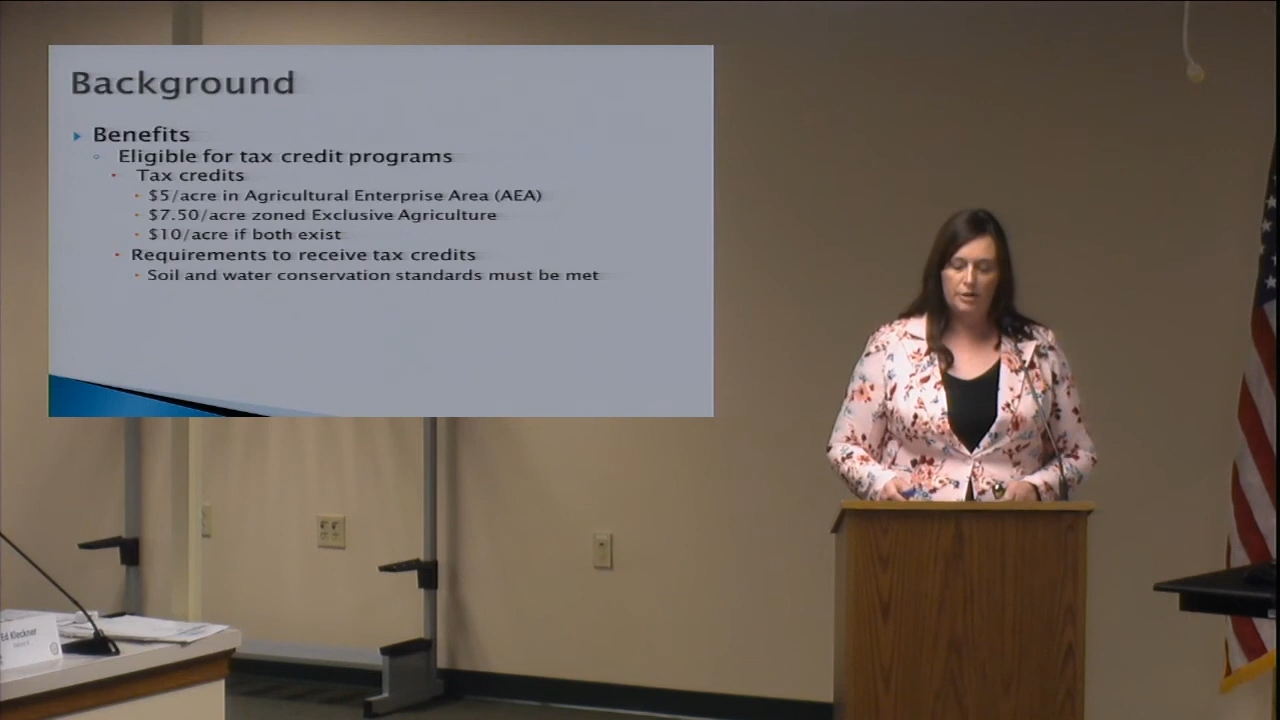 Background
Benefits
Eligible for tax credit programs
Tax credits
$5/acre in Agricultural Enterprise Area (AEA)
$7.50/acre zoned Exclusive Agriculture
$10/acre if both exist
Requirements to receive tax credits
Soil and water conservation standards must be met
Ed Kleckner